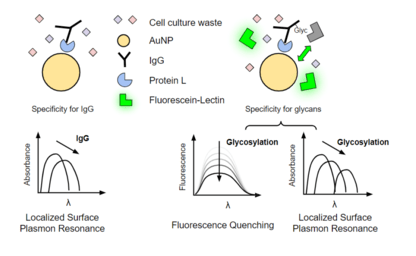 Cell culture waste
AuNP
IgG
Protein L
Fluorescein-Lectin
Glyc
Specificity for IgG
Specificity for glycans
IgG
Absorbance
λ
Localized Surface
Plasmon Resonance
Glycosylation
Fluorescence
λ
Fluorescence Quenching
Glycosylation
Absorbance
λ
Localized Surface
Plasmon Resonance